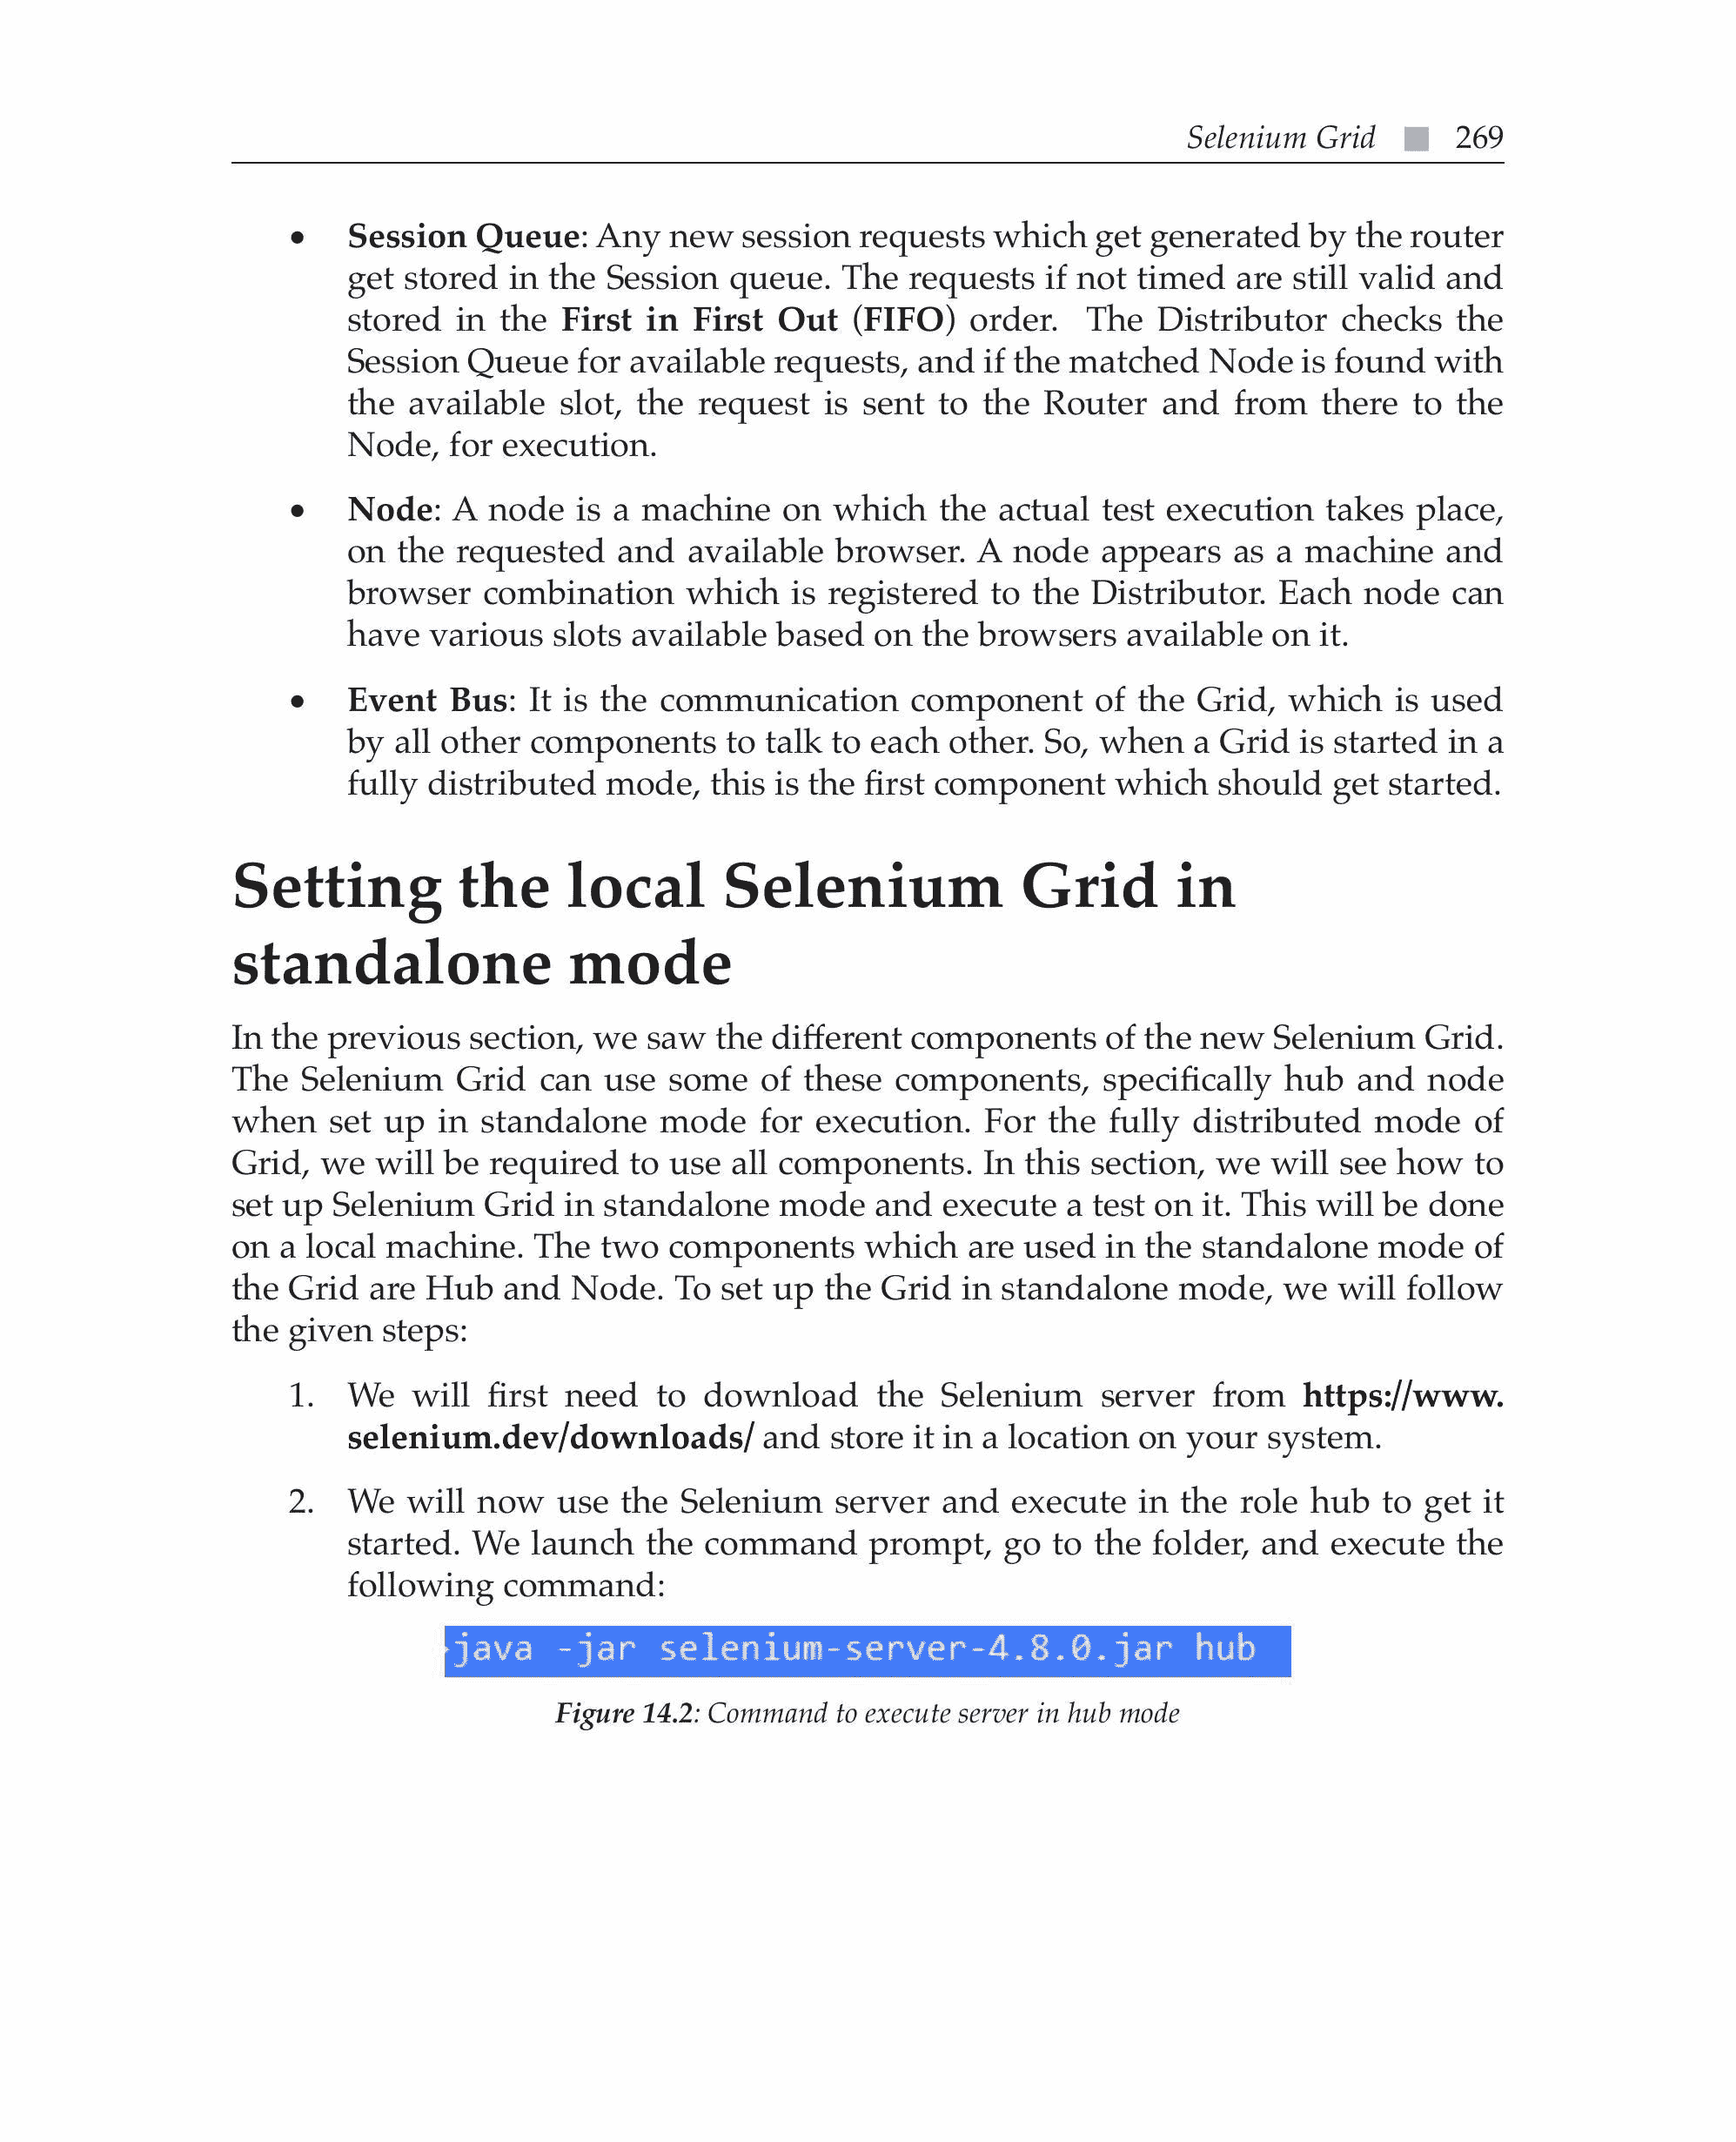 Selenium Grid 269
• Session Queue: Any new session requests which get generated by the router
get stored in the Session queue. The requests if not timed are still valid and
stored in the First in First Out (FIFO) order. The Distributor checks the
Session Queue for available requests, and if the matched Node is found with
the available slot, the request is sent to the Router and from there to the
Node, for execution.
• Node: A node is a machine on which the actual test execution takes place,
on the requested and available browser. A node appears as a machine and
browser combination which is registered to the Distributor. Each node can
have various slots available based on the browsers available on it.
• Event Bus: It is the communication component of the Grid, which is used
by all other components to talk to each other. So, when a Grid is started in a
fully distributed mode, this is the first component which should get started.
Setting the local Selenium Grid in
standalone mode
In the previous section, we saw the different components of the new Selenium Grid.
The Selenium Grid can use some of these components, specifically hub and node
when set up in standalone mode for execution. For the fully distributed mode of
Grid, we will be required to use all components. In this section, we will see how to
set up Selenium Grid in standalone mode and execute a test on it. This will be done
on a local machine. The two components which are used in the standalone mode of
the Grid are Hub and Node. To set up the Grid in standalone mode, we will follow
the given steps:
1. We will first need to download the Selenium server from https://www.
selenium.dev/downloads/ and store it in a location on your system.
2. We will now use the Selenium server and execute in the role hub to get it
started. We launch the command prompt, go to the folder, and execute the
following command:
java -jar selenium-server-4.8.0.jar hub
Figure 14.2: Command to execute server in hub mode